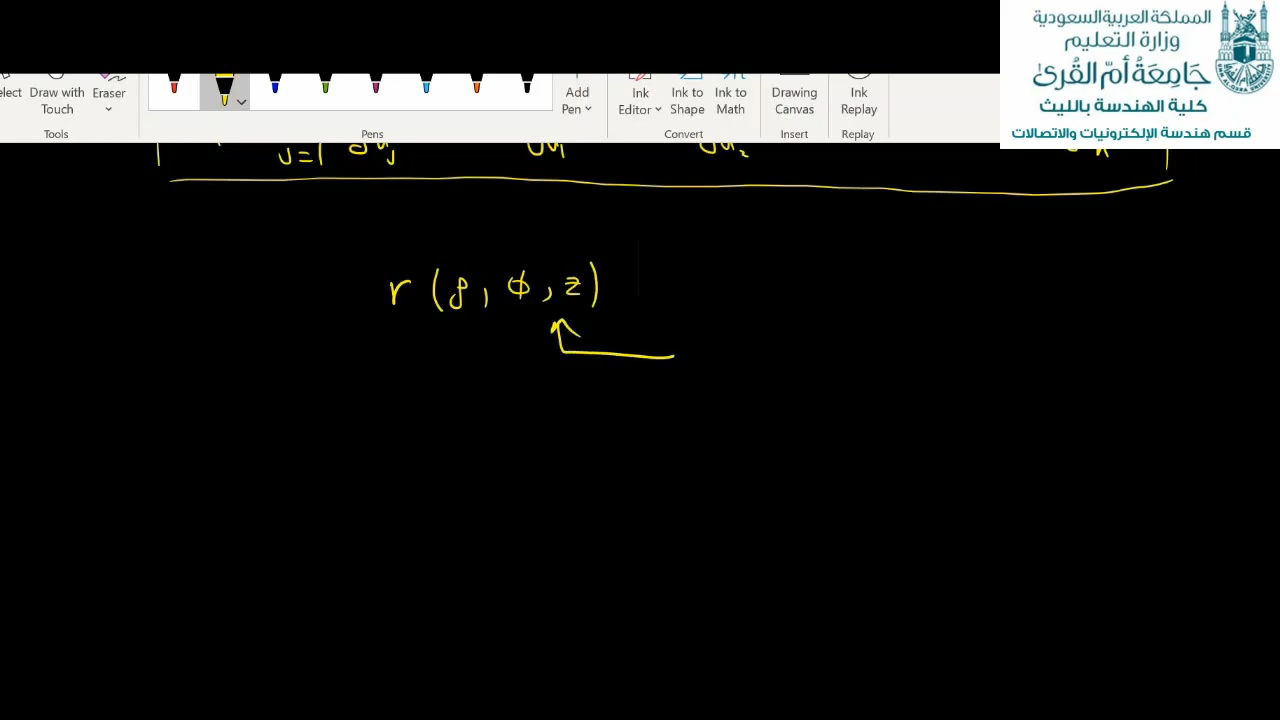 المملكة العربية السعودية
وزارة التعليم
جَامِعَة أمّ القُرى
كلية الهندسة بالليث
قسم هندسة الإلكترونيات والاتصالات
Draw with Touch
Eraser
Add Pen
Ink Editor
Ink to Shape
Ink to Math
Drawing Canvas
Ink Replay
Tools
Pens
Convert
Insert
Replay
r (ρ, ϕ, z)